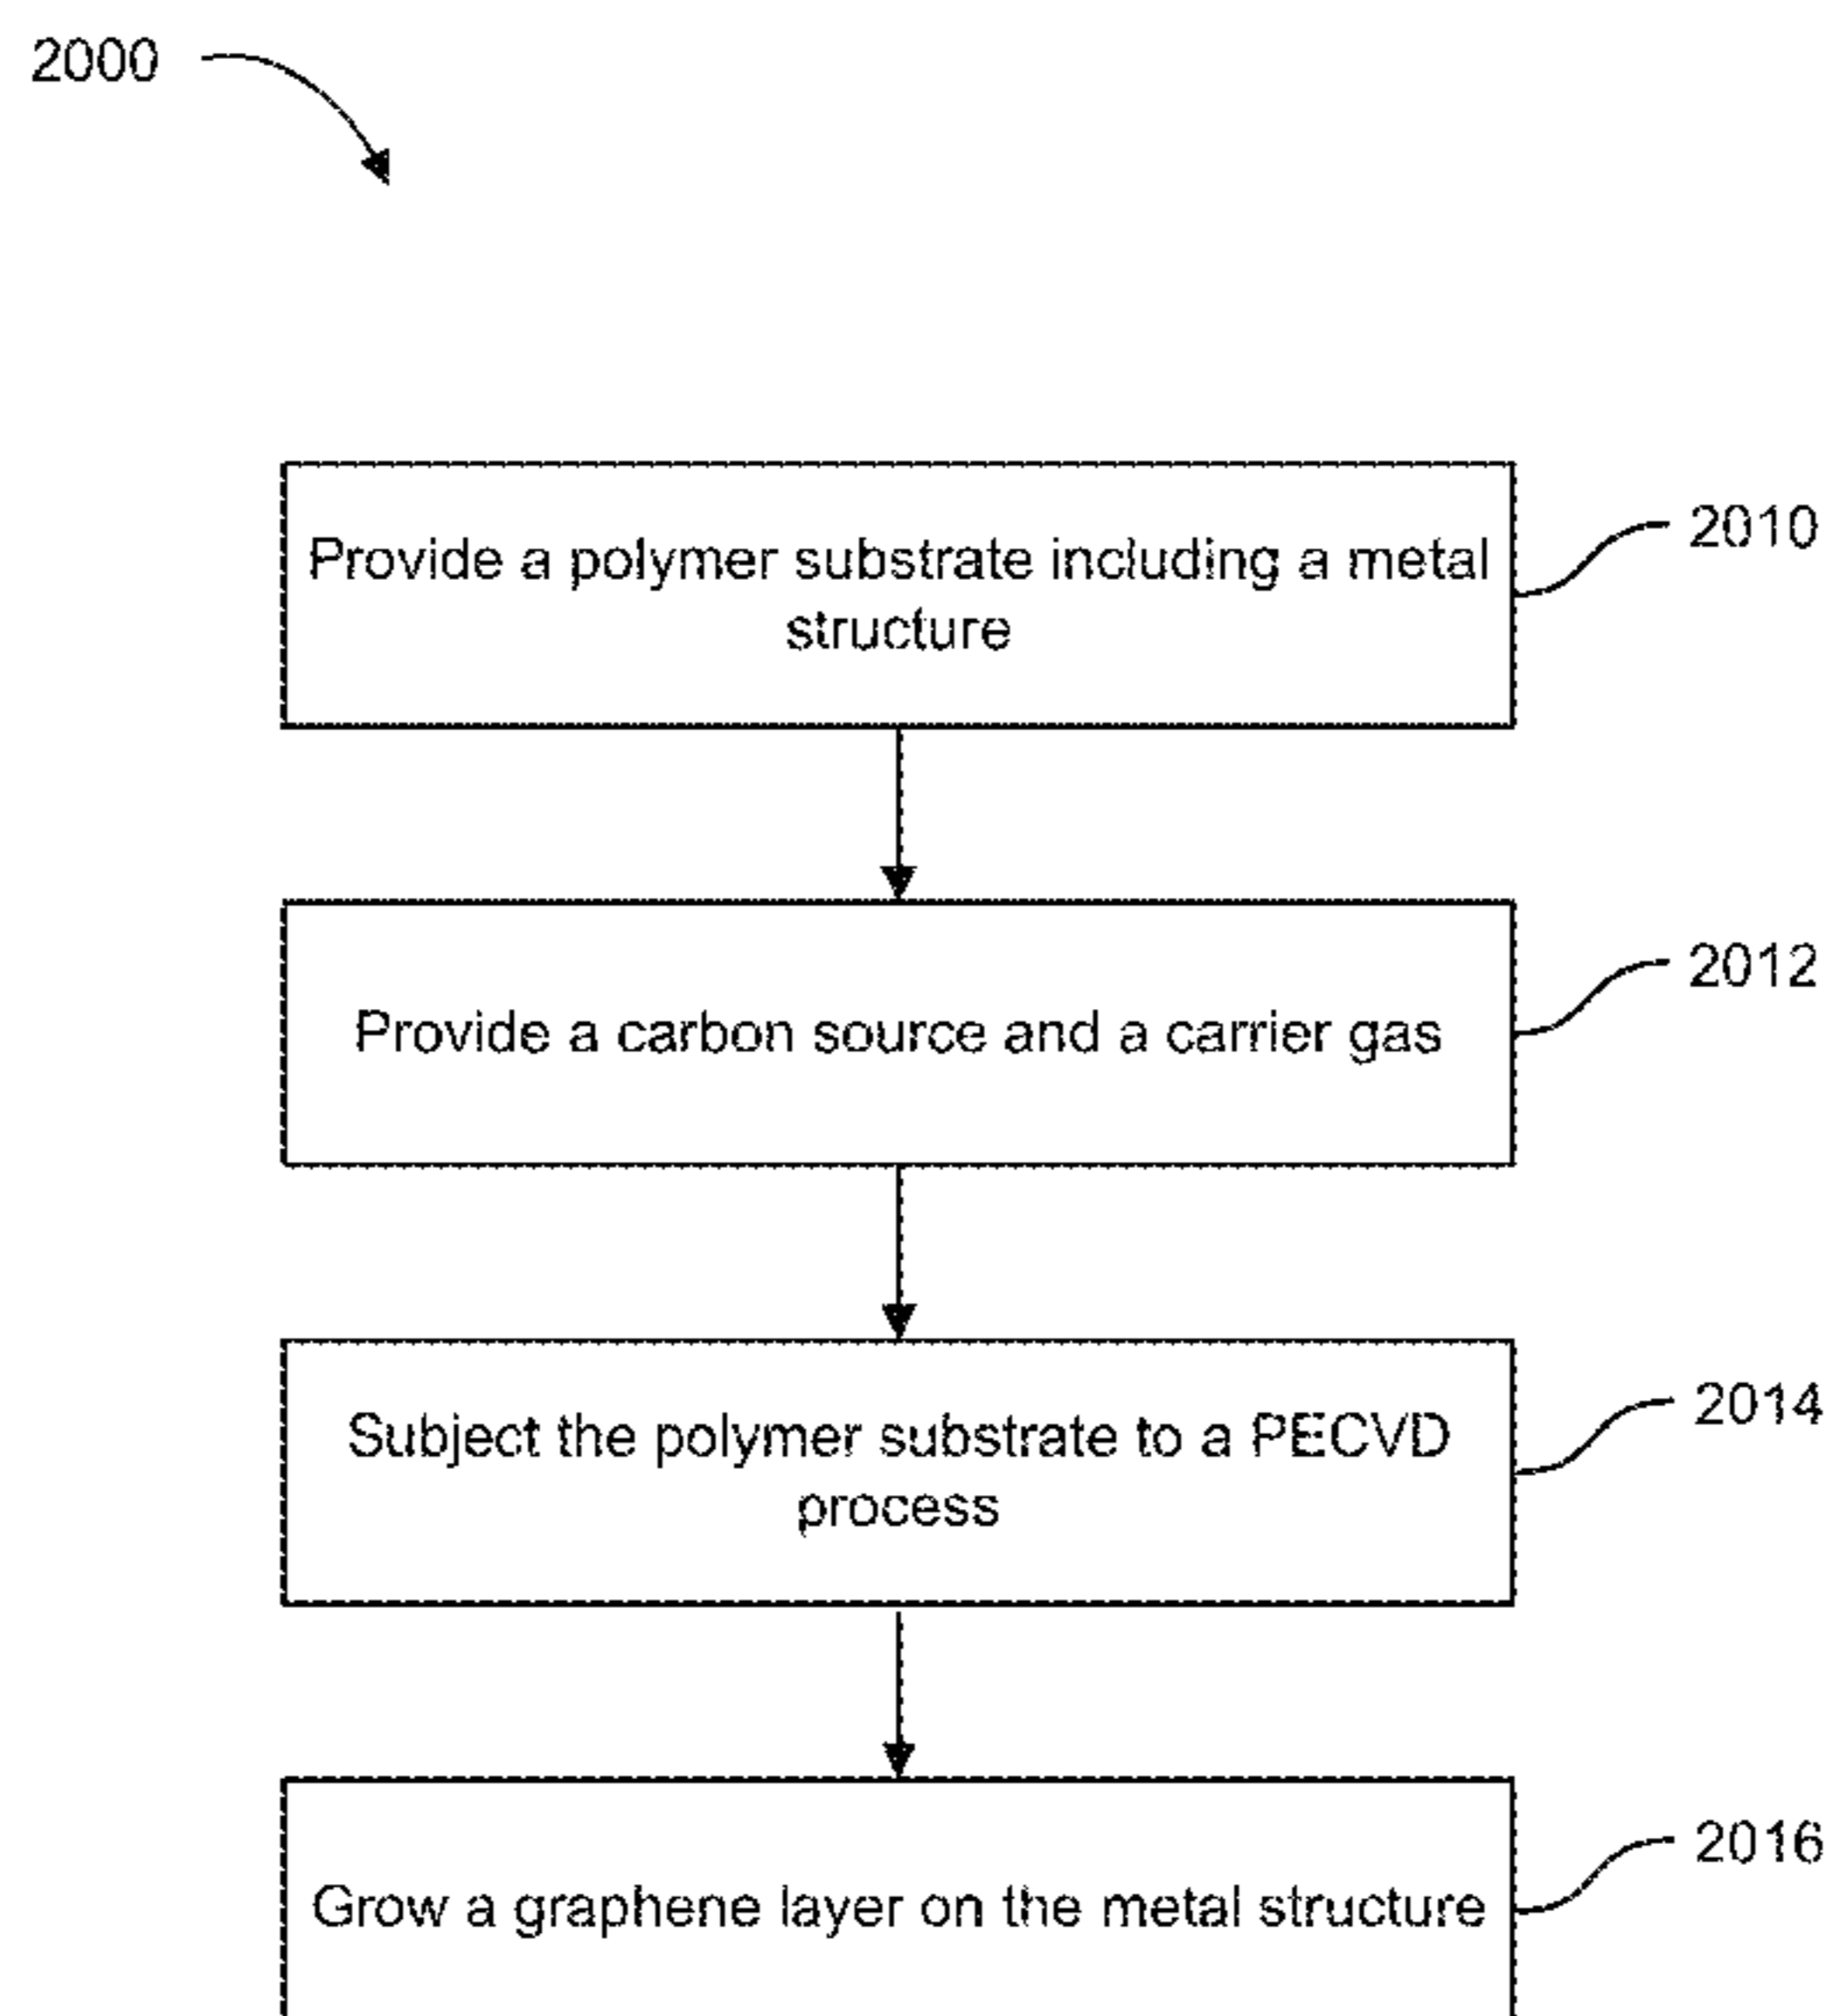 2000
Provide a polymer substrate including a metal
structure
2010
Provide a carbon source and a carrier gas
2012
Subject the polymer substrate to a PECVD
process
2014
Grow a graphene layer on the metal structure
2016